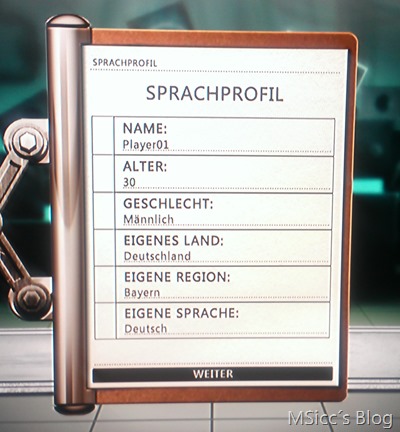 SPRACHPROFIL
SPRACHPROFIL
NAME:
Player01
ALTER:
30
GESCHLECHT:
Männlich
EIGENES LAND:
Deutschland
EIGENE REGION:
Bayern
EIGENE SPRACHE:
Deutsch
WEITER
MSicc´s Blog